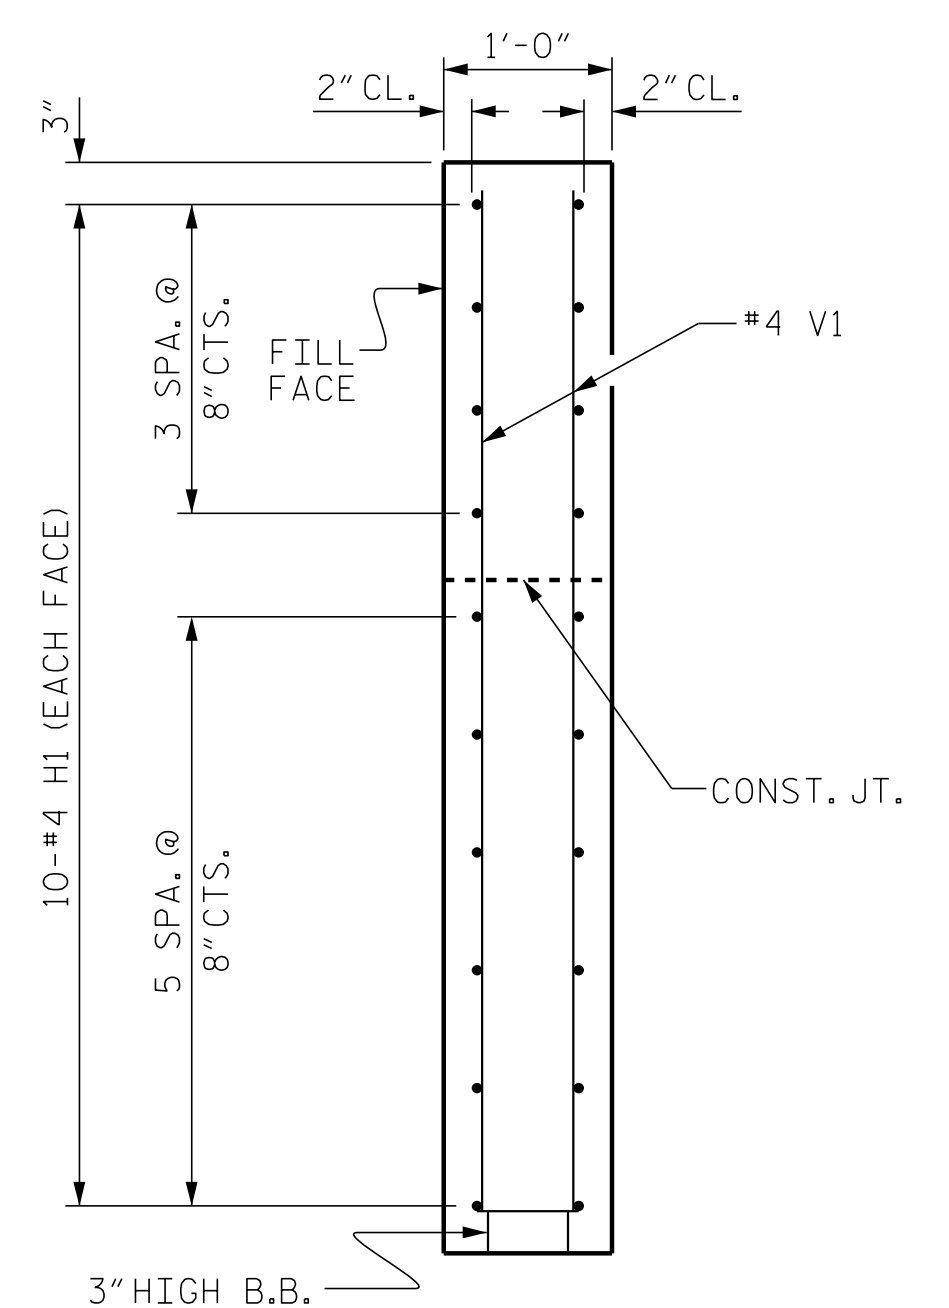 1'-0"
2" CL.
2" CL.
3"
3 SPA. @
8" CTS.
FILL
FACE
#4 V1
10-#4 H1 (EACH FACE)
CONST. JT.
5 SPA. @
8" CTS.
3" HIGH B.B.